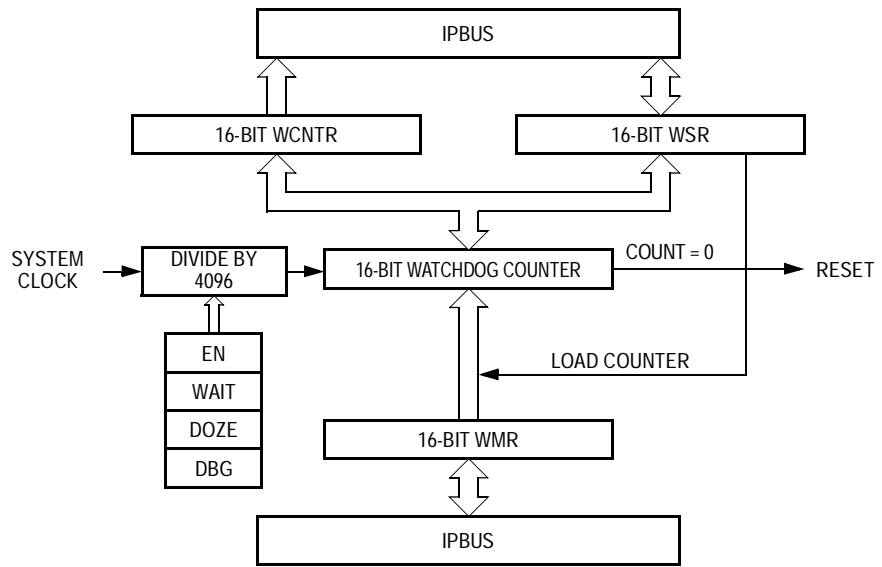 IPBUS
16-BIT WCNTR
16-BIT WSR
SYSTEM
CLOCK
DIVIDE BY
4096
16-BIT WATCHDOG COUNTER
COUNT = 0
RESET
EN
WAIT
DOZE
DBG
LOAD COUNTER
16-BIT WMR
IPBUS